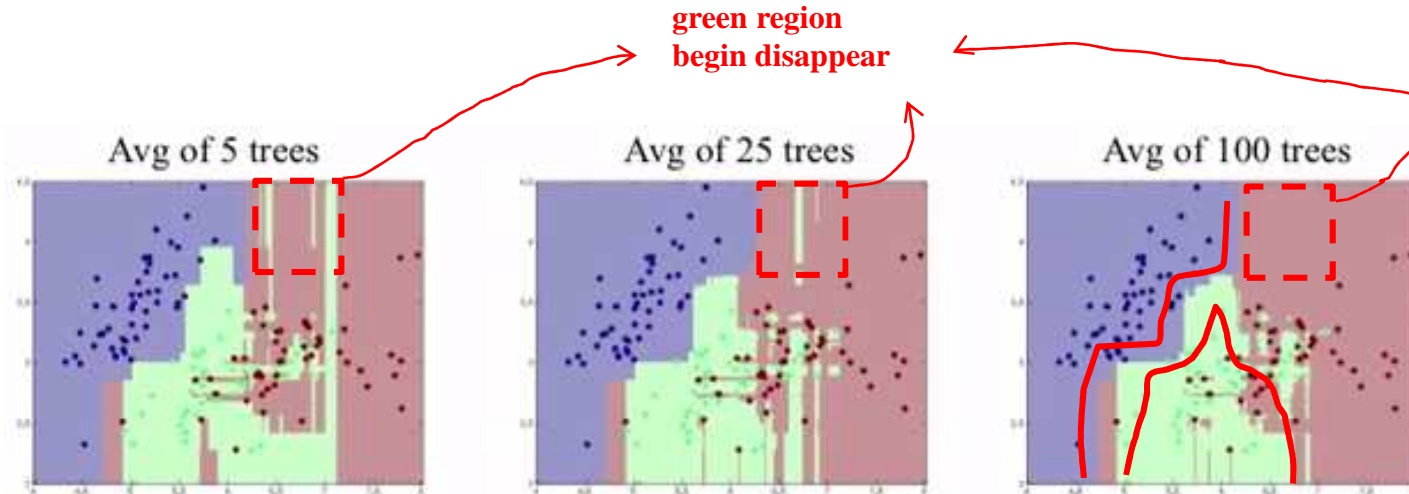 green region
begin disappear
Avg of 5 trees
Avg of 25 trees
Avg of 100 trees